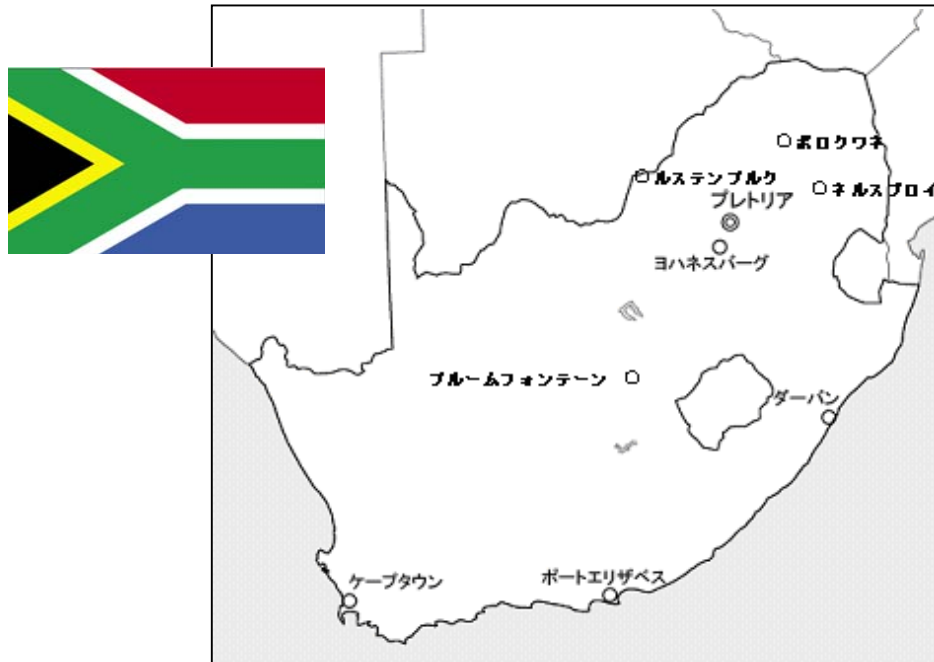 ポロクワネ
ルステンブルク
ネルスプロイ
プレトリア
ヨハネスバーグ
ブルームフォンテーン
ダーバン
ケープタウン
ポートエリザベス